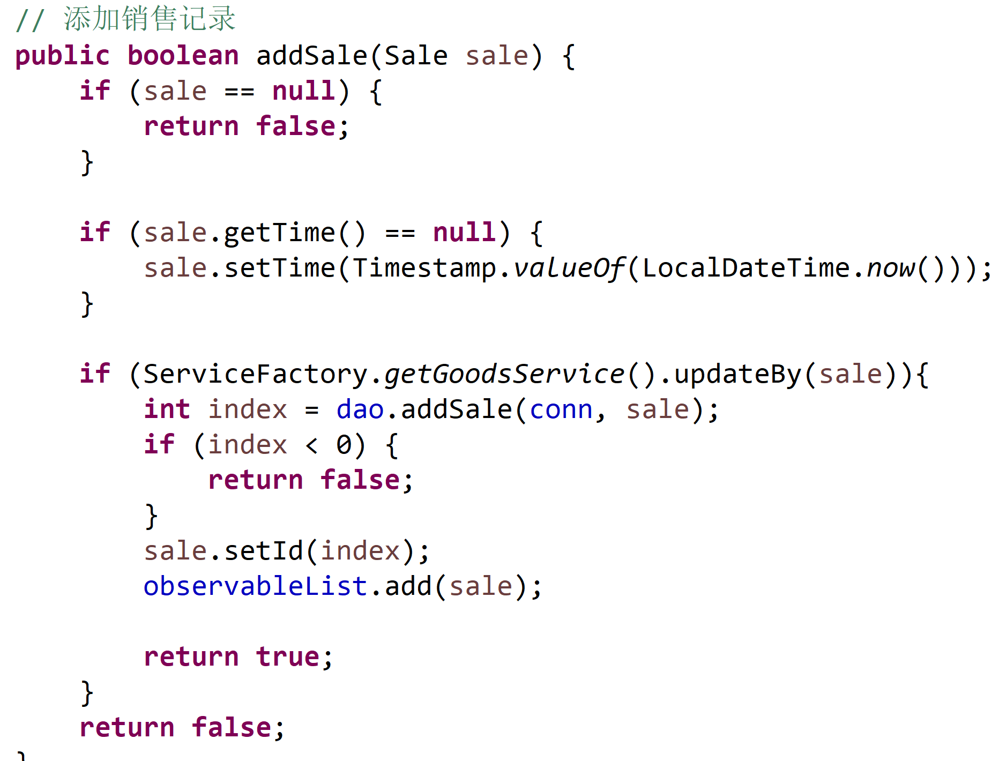 // 添加销售记录
public boolean addSale(Sale sale) {
    if (sale == null) {
        return false;
    }

    if (sale.getTime() == null) {
        sale.setTime(Timestamp.valueOf(LocalDateTime.now()));
    }

    if (ServiceFactory.getGoodsService().updateBy(sale)){
        int index = dao.addSale(conn, sale);
        if (index < 0) {
            return false;
        }
        sale.setId(index);
        observableList.add(sale);

        return true;
    }
    return false;
}